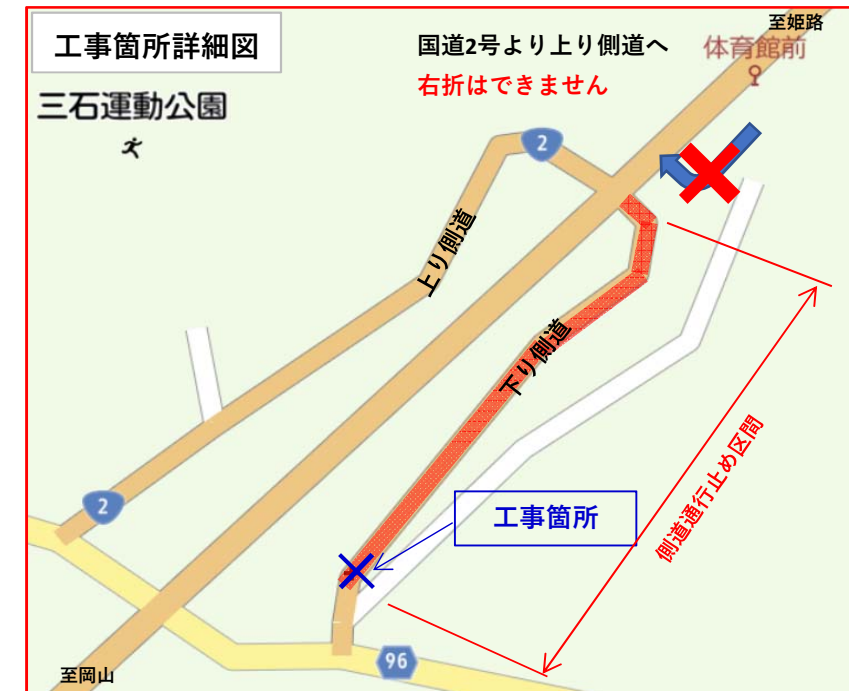 工事箇所詳細図
国道2号より上り側道へ
右折はできません
至姫路
体育館前
三石運動公園
2
上り側道
下り側道
2
工事箇所
側道通行止め区間
96
至岡山